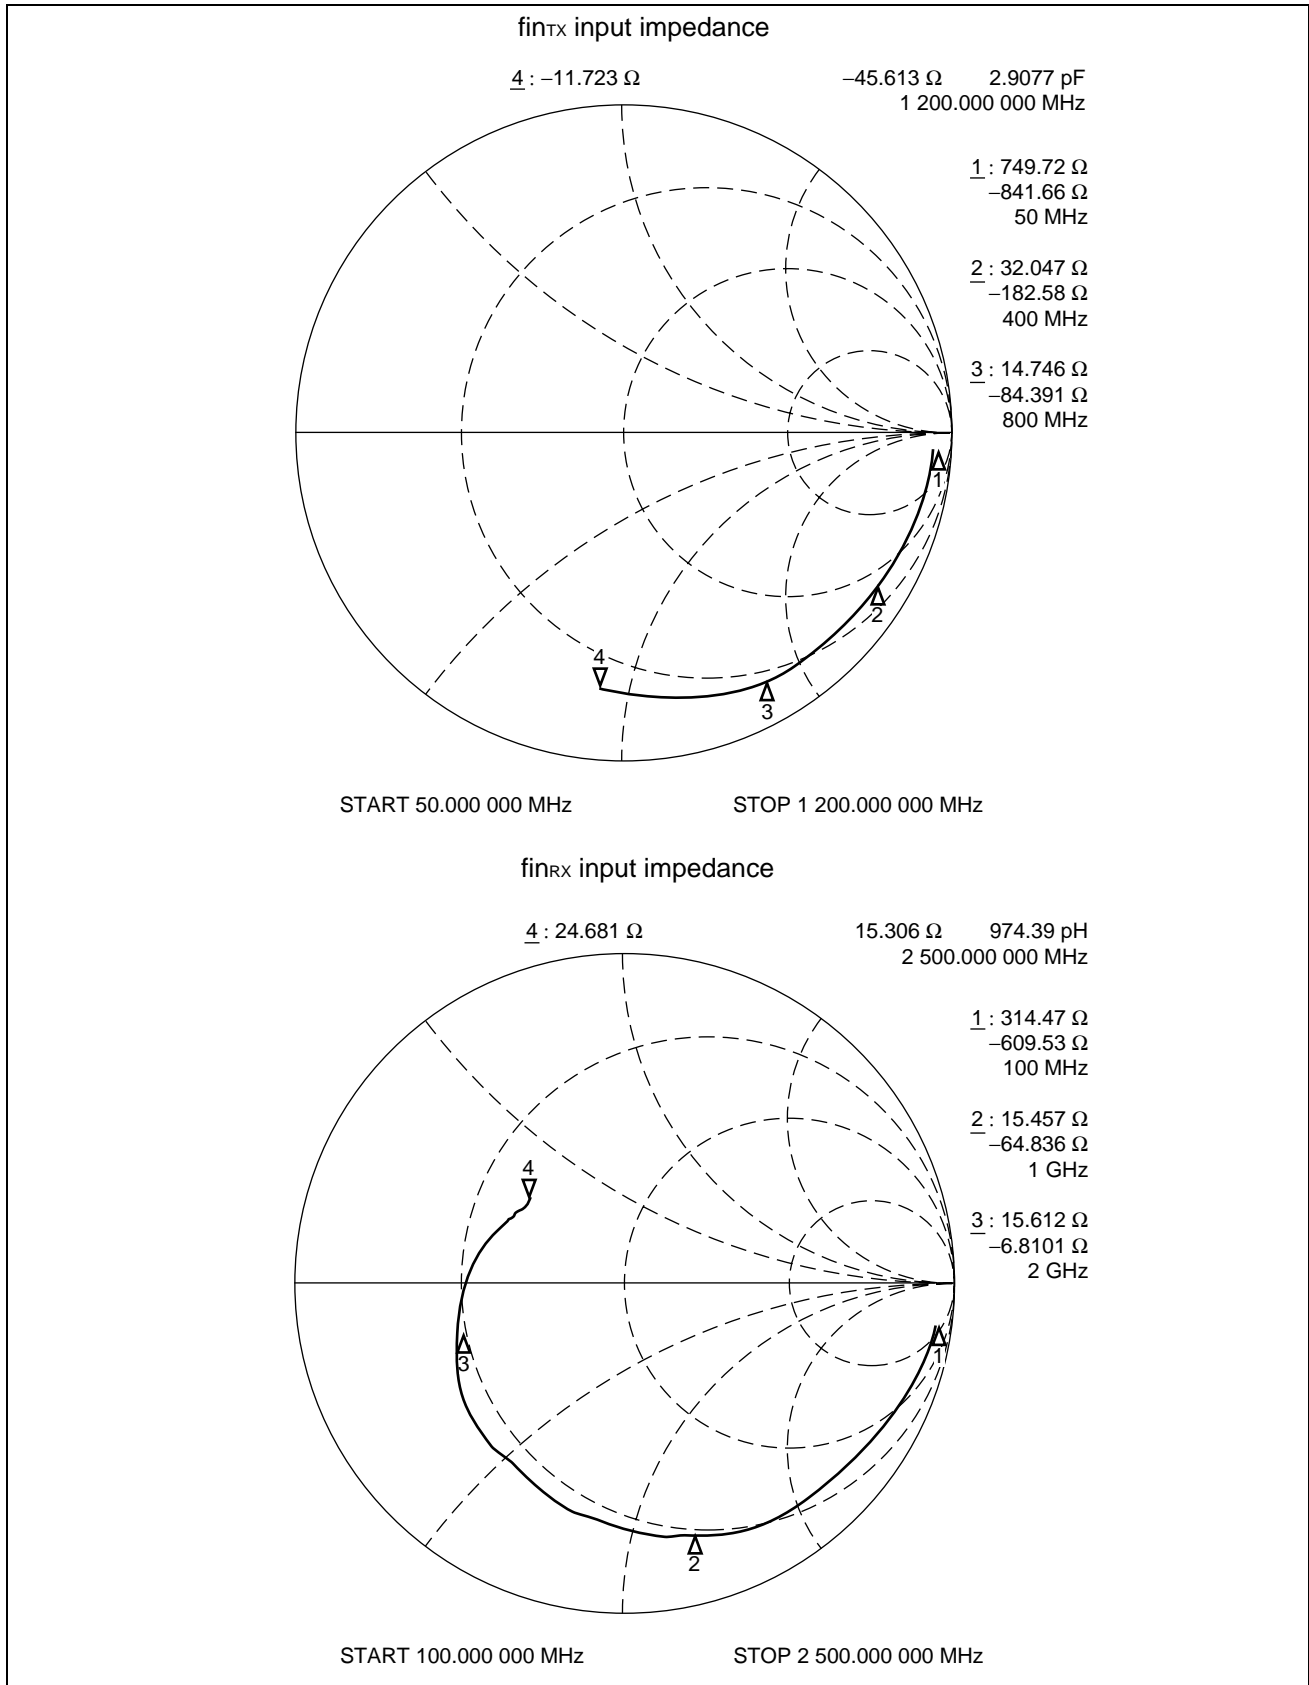 finTX input impedance
4 : −11.723 Ω −45.613 Ω 2.9077 pF
1 200.000 000 MHz
1 : 749.72 Ω
−841.66 Ω
50 MHz
2 : 32.047 Ω
−182.58 Ω
400 MHz
3 : 14.746 Ω
−84.391 Ω
800 MHz
1
2
4
3
START 50.000 000 MHz STOP 1 200.000 000 MHz
finRX input impedance
4 : 24.681 Ω 15.306 Ω 974.39 pH
2 500.000 000 MHz
1 : 314.47 Ω
−609.53 Ω
100 MHz
2 : 15.457 Ω
−64.836 Ω
1 GHz
3 : 15.612 Ω
−6.8101 Ω
2 GHz
4
1
3
2
START 100.000 000 MHz STOP 2 500.000 000 MHz